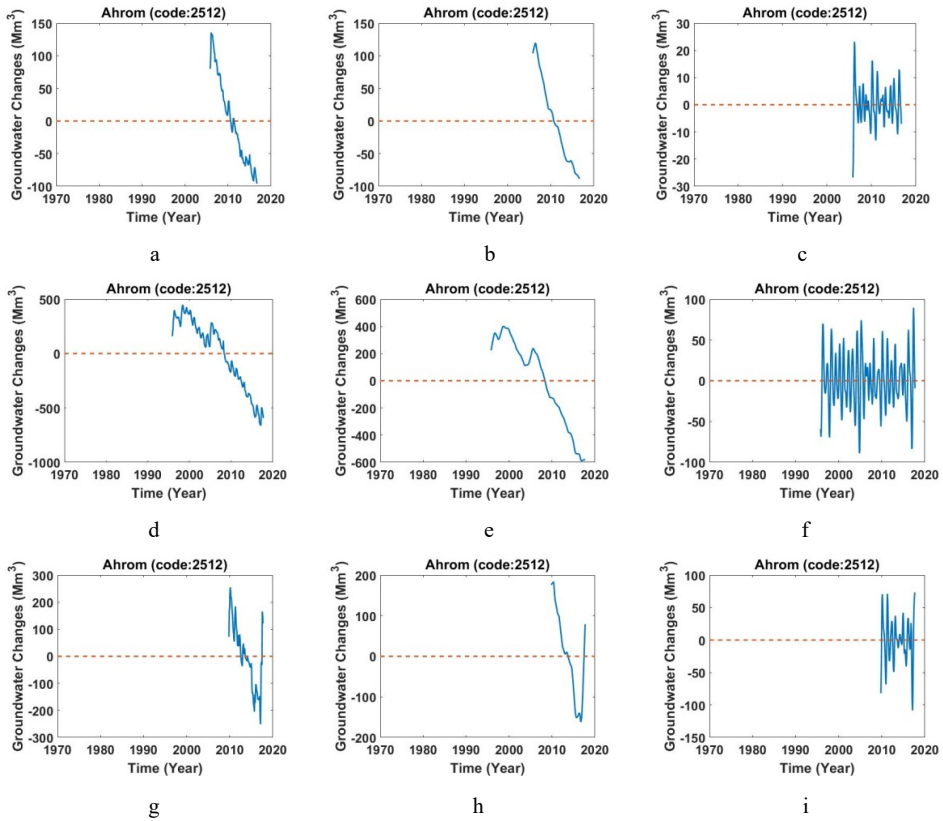 Ahrom (code:2512)
Groundwater Changes (Mm³)
150
100
50
0
-50
-100
1970 1980 1990 2000 2010 2020
Time (Year)
a
Ahrom (code:2512)
Groundwater Changes (Mm³)
150
100
50
0
-50
-100
1970 1980 1990 2000 2010 2020
Time (Year)
b
Ahrom (code:2512)
Groundwater Changes (Mm³)
30
20
10
0
-10
-20
-30
1970 1980 1990 2000 2010 2020
Time (Year)
c
Ahrom (code:2512)
Groundwater Changes (Mm³)
500
0
-500
-1000
1970 1980 1990 2000 2010 2020
Time (Year)
d
Ahrom (code:2512)
Groundwater Changes (Mm³)
600
400
200
0
-200
-400
-600
1970 1980 1990 2000 2010 2020
Time (Year)
e
Ahrom (code:2512)
Groundwater Changes (Mm³)
100
50
0
-50
-100
1970 1980 1990 2000 2010 2020
Time (Year)
f
Ahrom (code:2512)
Groundwater Changes (Mm³)
300
200
100
0
-100
-200
-300
1970 1980 1990 2000 2010 2020
Time (Year)
g
Ahrom (code:2512)
Groundwater Changes (Mm³)
200
100
0
-100
-200
1970 1980 1990 2000 2010 2020
Time (Year)
h
Ahrom (code:2512)
Groundwater Changes (Mm³)
100
50
0
-50
-100
-150
1970 1980 1990 2000 2010 2020
Time (Year)
i